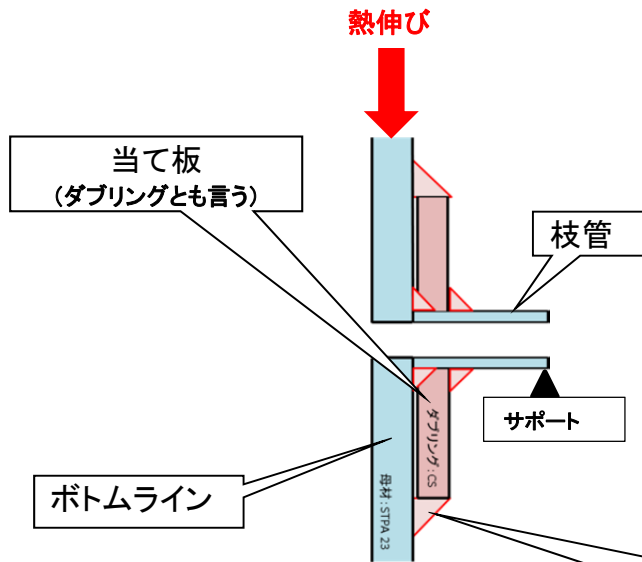 熱伸び
当て板
(ダブリングとも言う)
枝管
サポート
ダブリング:CS
ボトムライン
母材:STPA 23